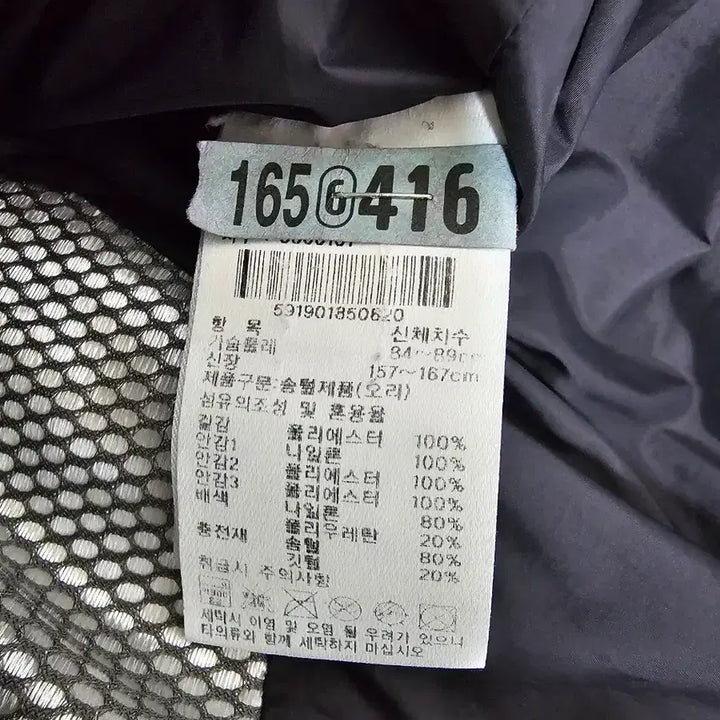 165 6 416
591901850620
항 목 신체치수
가슴둘레 84~89cm
신장 157~167cm
제품구분:솜털제품(오리)
섬유의조성 및 혼용율
겉감 폴리에스터 100%
안감1 나일론 100%
안감2 폴리에스터 100%
안감3 폴리에스터 100%
배색 나일론 80%
폴리우레탄 20%
충전재 솜털 80%
깃털 20%
취급시 주의사항
세탁시 이염 및 오염 될 우려가 있으니
타의류와 함께 세탁하지 마십시오